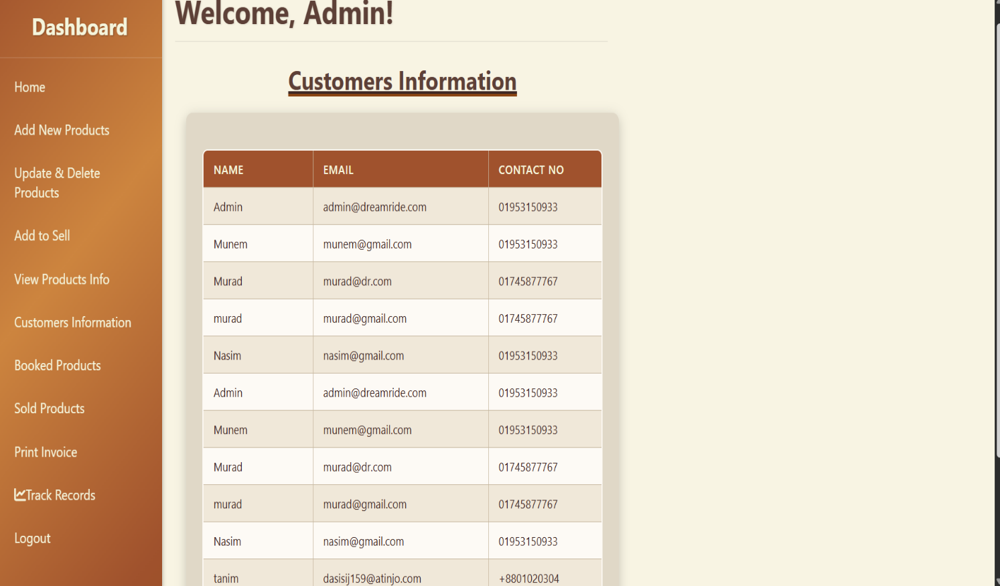 Dashboard
Home
Add New Products
Update & Delete
Products
Add to Sell
View Products Info
Customers Information
Booked Products
Sold Products
Print Invoice
Track Records
Logout
Welcome, Admin!
Customers Information
NAME EMAIL CONTACT NO
Admin admin@dreamride.com 01953150933
Munem munem@gmail.com 01953150933
Murad murad@dr.com 01745877767
murad murad@gmail.com 01745877767
Nasim nasim@gmail.com 01953150933
Admin admin@dreamride.com 01953150933
Munem munem@gmail.com 01953150933
Murad murad@dr.com 01745877767
murad murad@gmail.com 01745877767
Nasim nasim@gmail.com 01953150933
tanim dasisij159@atinjo.com +8801020304